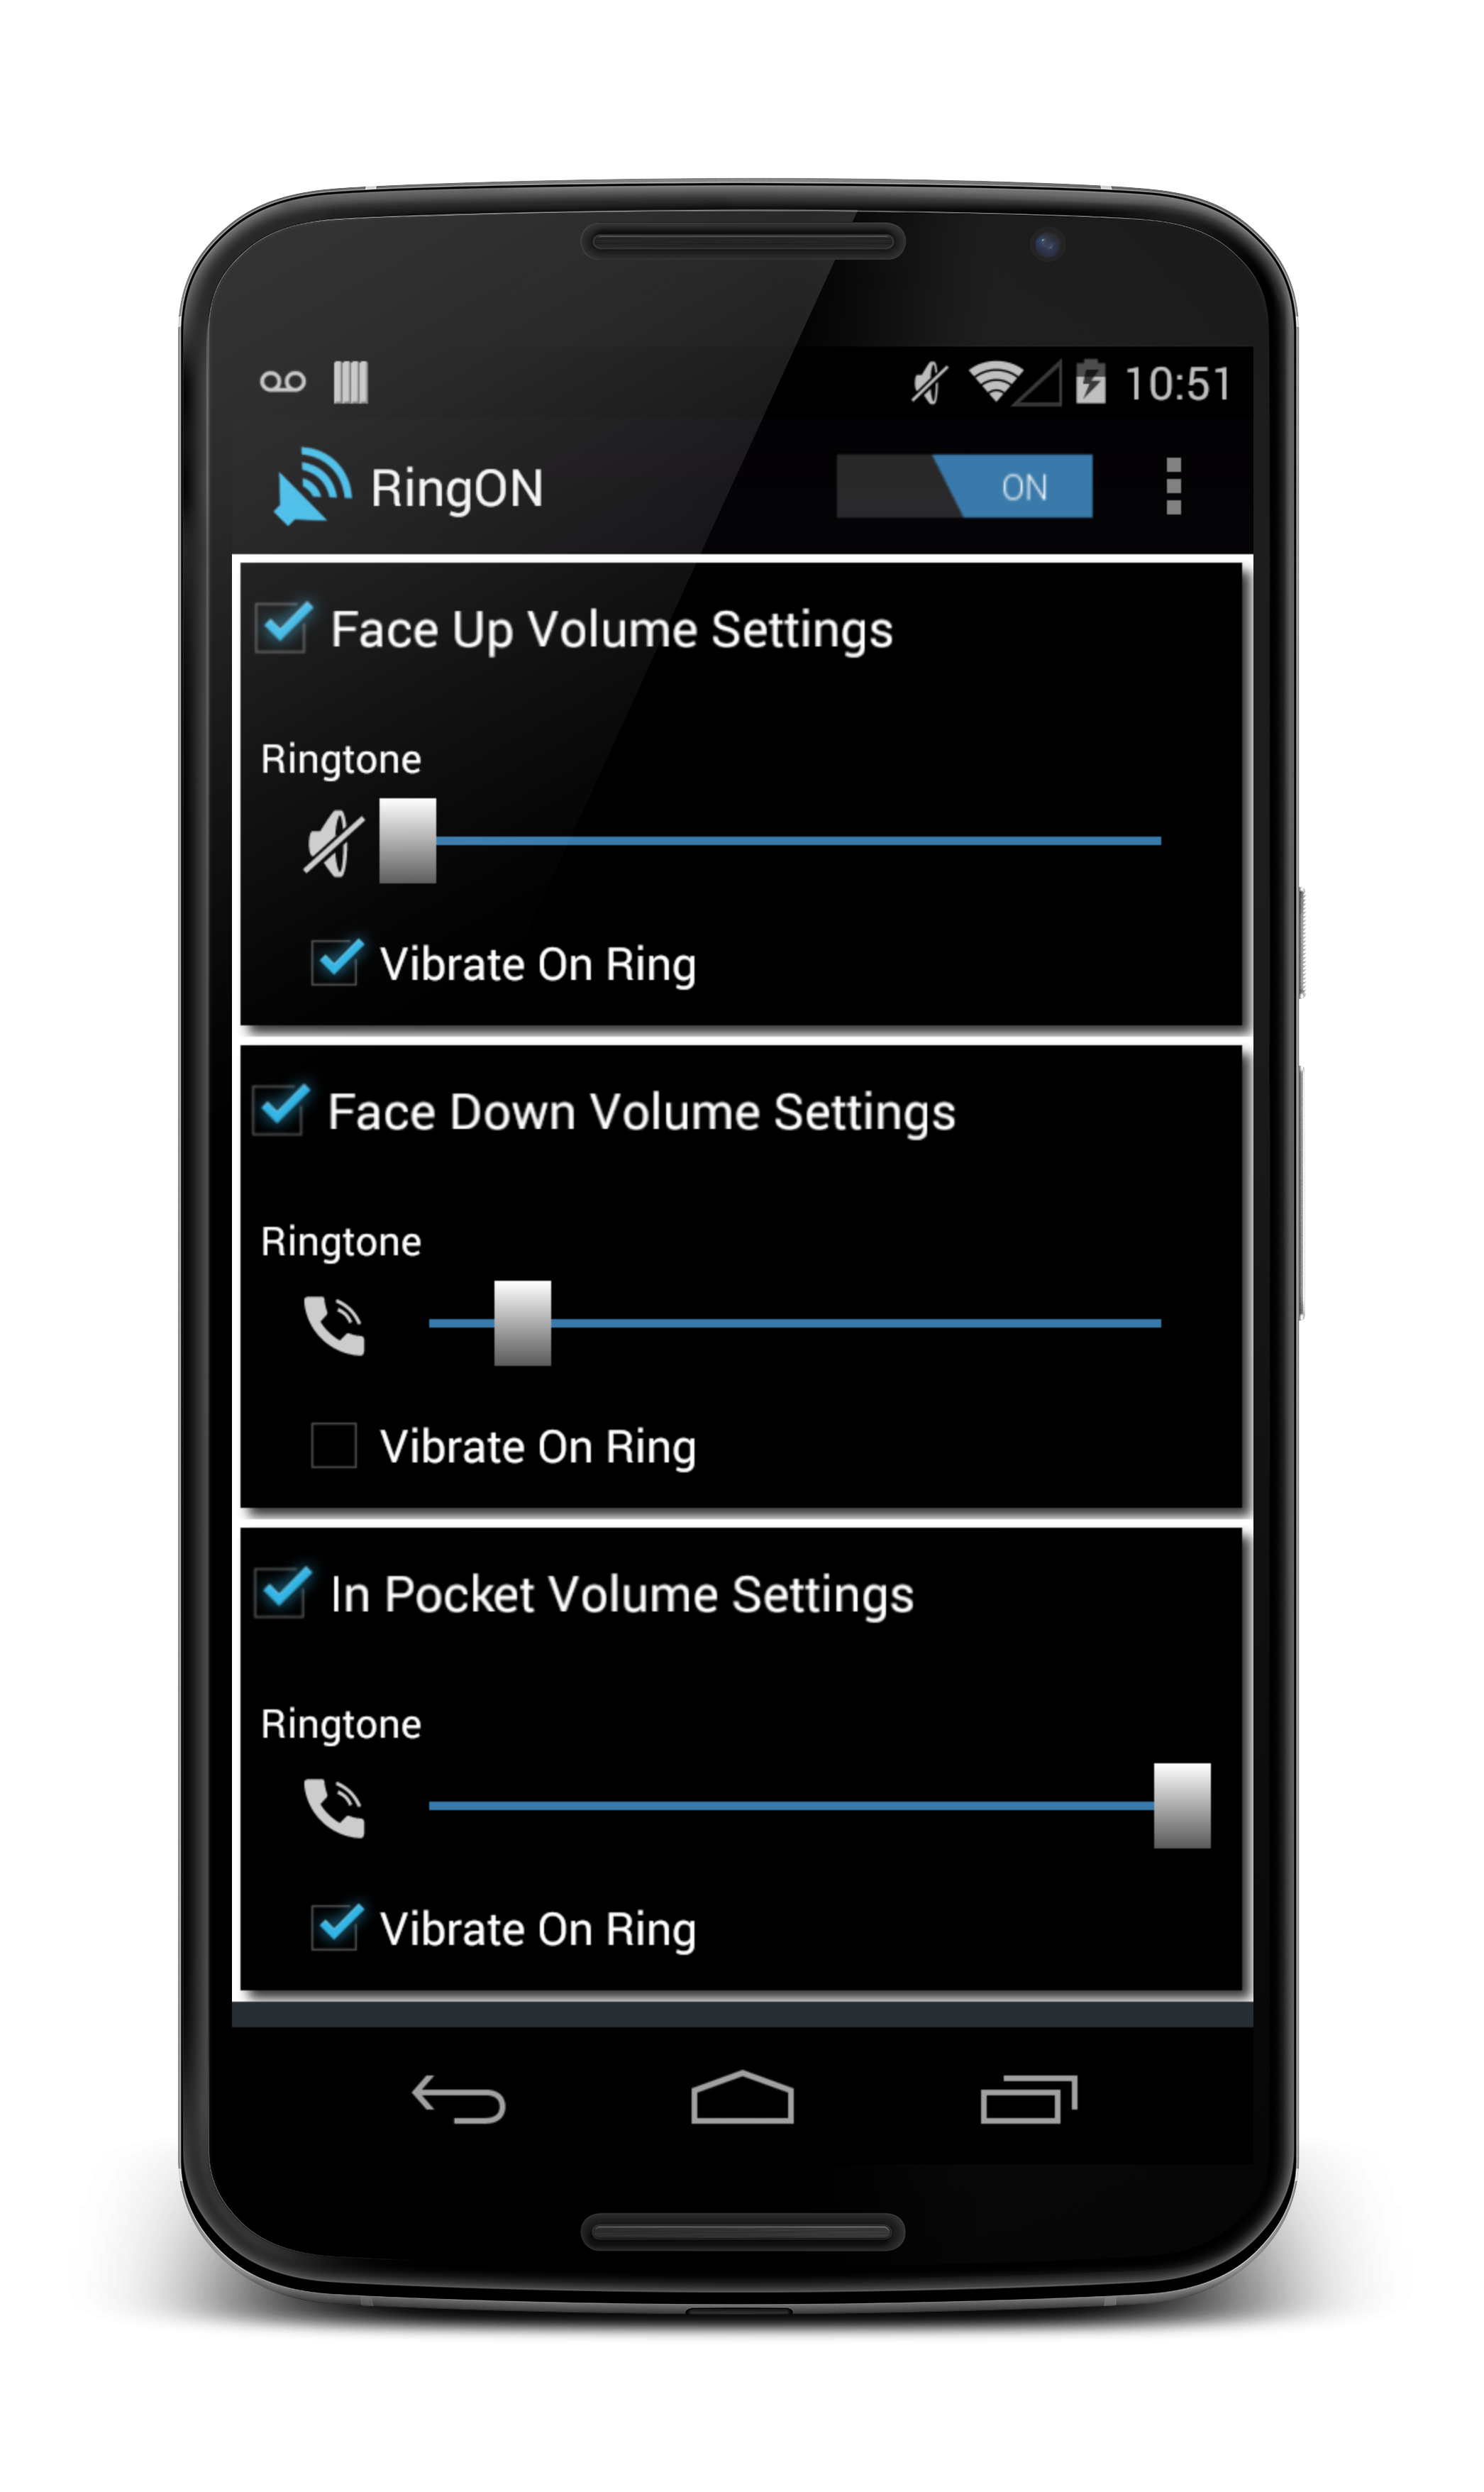 10:51
RingON ON
Face Up Volume Settings
Ringtone
Vibrate On Ring
Face Down Volume Settings
Ringtone
Vibrate On Ring
In Pocket Volume Settings
Ringtone
Vibrate On Ring